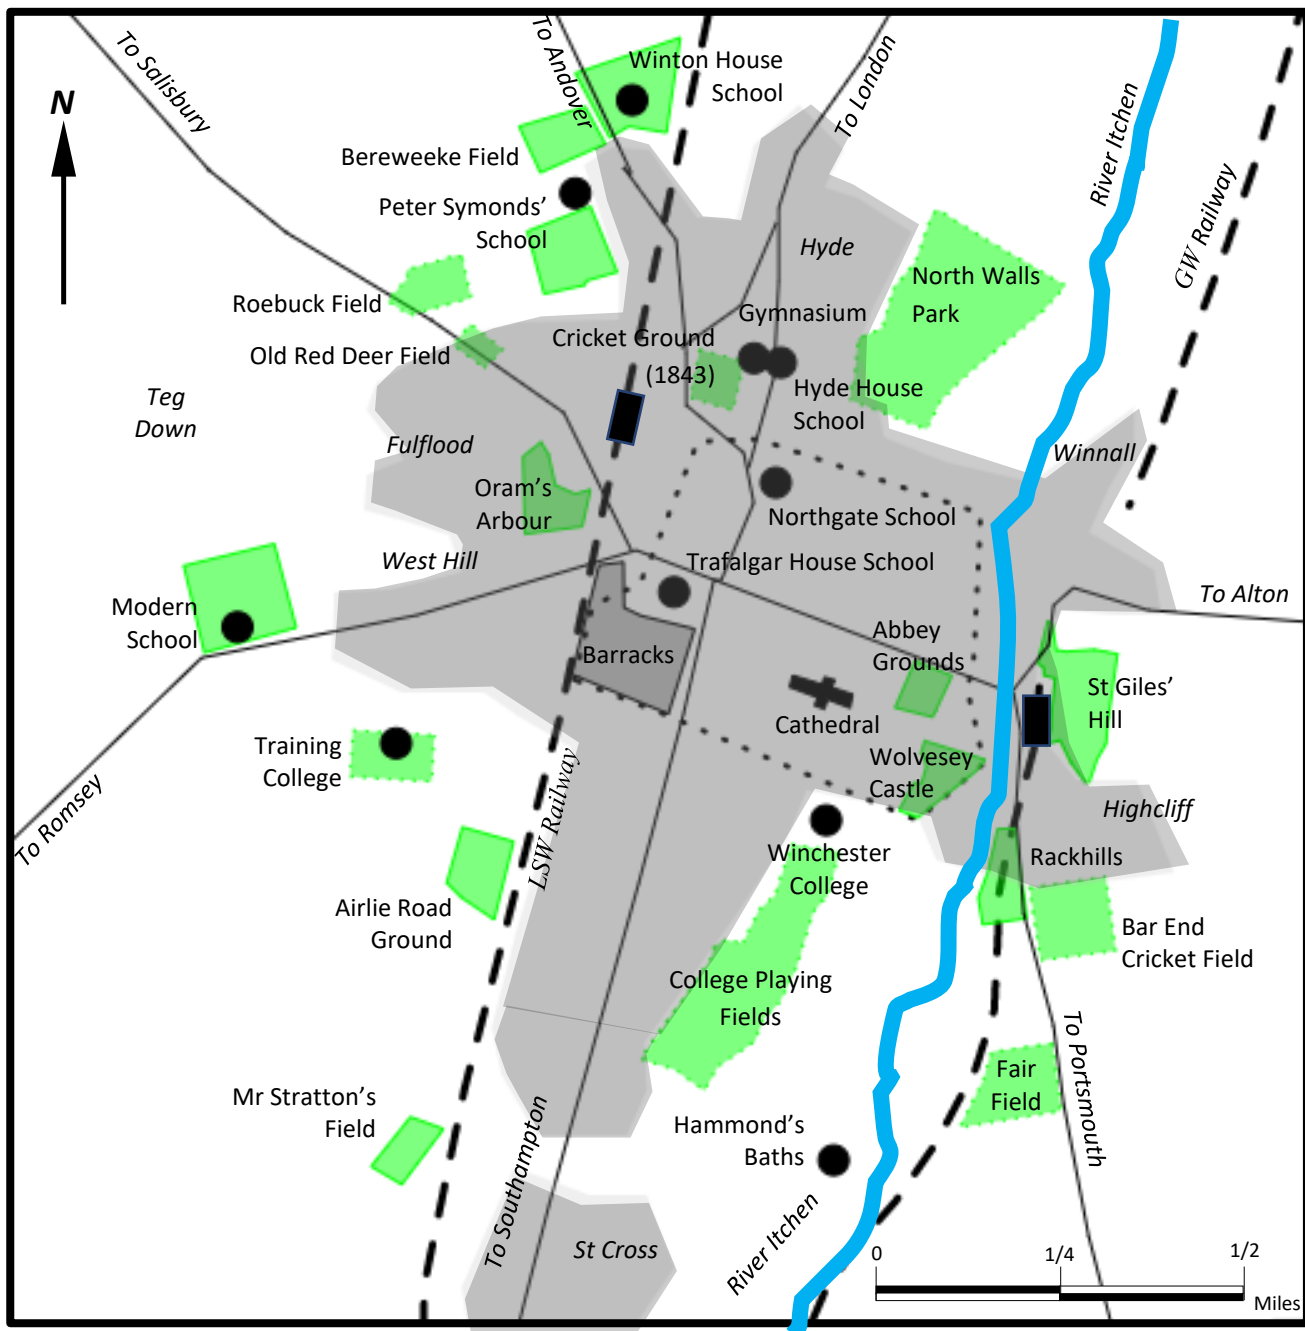 To Salisbury
To Andover
Winton House
School
To London
River Itchen
N
Bereweeke Field
Peter Symonds’
School
Hyde
GW Railway
North Walls
Park
Roebuck Field
Gymnasium
Cricket Ground
(1843)
Old Red Deer Field
Hyde House
School
Teg
Down
Fulflood
Winnall
Oram’s
Arbour
Northgate School
West Hill
Trafalgar House School
To Alton
Modern
School
Abbey
Grounds
Barracks
St Giles’
Hill
Cathedral
Training
College
Wolvesey
Castle
To Romsey
LSW Railway
Highcliff
Winchester
College
Rackhills
Airlie Road
Ground
Bar End
Cricket Field
College Playing
Fields
To Portsmouth
Fair
Field
Mr Stratton’s
Field
Hammond’s
Baths
To Southampton
River Itchen
St Cross
0 1/4 1/2
Miles